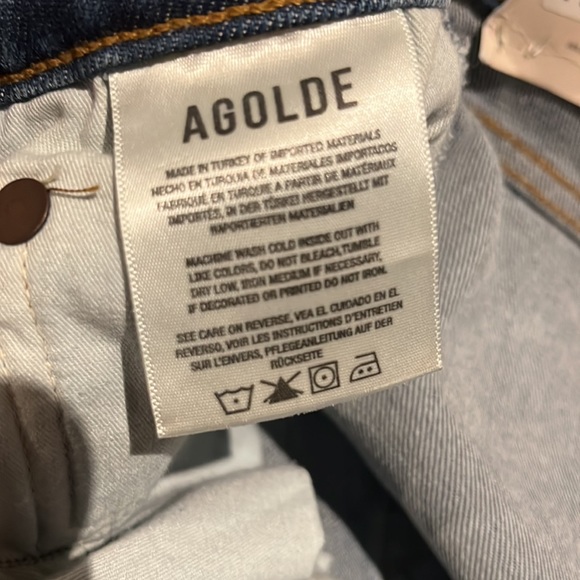 AGOLDE
MADE IN TURKEY OF IMPORTED MATERIALS
HECHO EN TURQUIA DE MATERIALES IMPORTADOS
FABRIQUÉ EN TURQUIE A PARTIR DE MATÉRIAUX
IMPORTÉS, IN DER TÜRKEI HERGESTELLT MIT
IMPORTIERTEN MATERIALIEN
MACHINE WASH COLD INSIDE OUT WITH
LIKE COLORS, DO NOT BLEACH, TUMBLE
DRY LOW, IRON MEDIUM IF NECESSARY,
IF DECORATED OR PRINTED DO NOT IRON.
SEE CARE ON REVERSE, VEA EL CUIDADO EN EL
REVERSO, VOIR LES INSTRUCTIONS D'ENTRETIEN
SUR L'ENVERS, PFLEGEANLEITUNG AUF DER
RÜCKSEITE